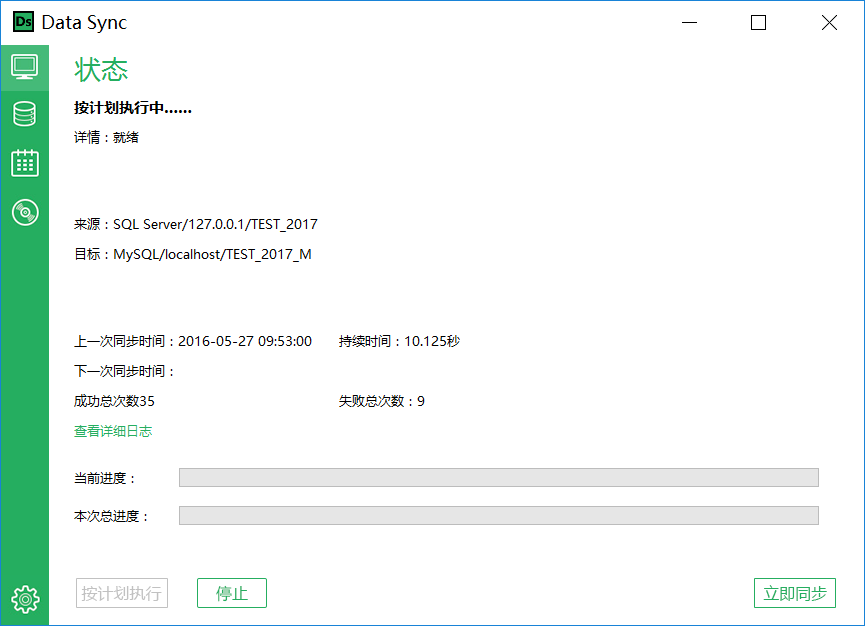 Ds Data Sync
状态
按计划执行中......
详情：就绪
来源：SQL Server/127.0.0.1/TEST_2017
目标：MySQL/localhost/TEST_2017_M
上一次同步时间：2016-05-27 09:53:00 持续时间：10.125秒
下一次同步时间：
成功总次数35 失败总次数：9
查看详细日志
当前进度：
本次总进度：
按计划执行 停止 立即同步